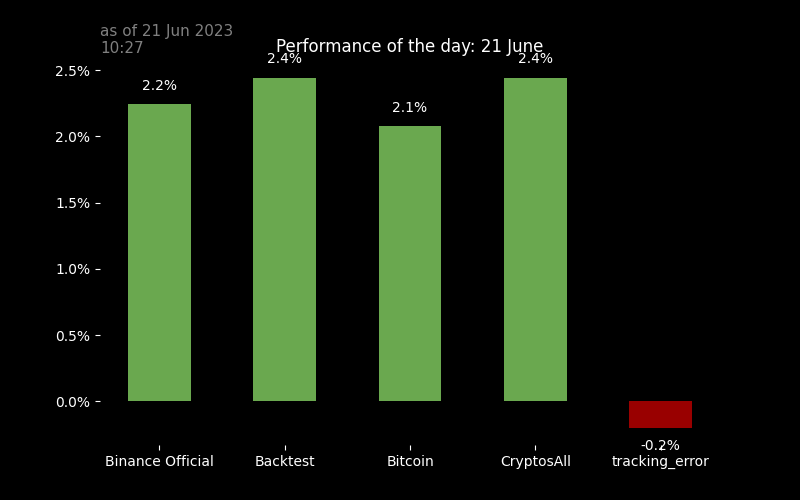 as of 21 Jun 2023
10:27
Performance of the day: 21 June
2.5%
2.0%
1.5%
1.0%
0.5%
0.0%
2.2%
2.4%
2.1%
2.4%
-0.2%
Binance Official
Backtest
Bitcoin
CryptosAll
tracking_error